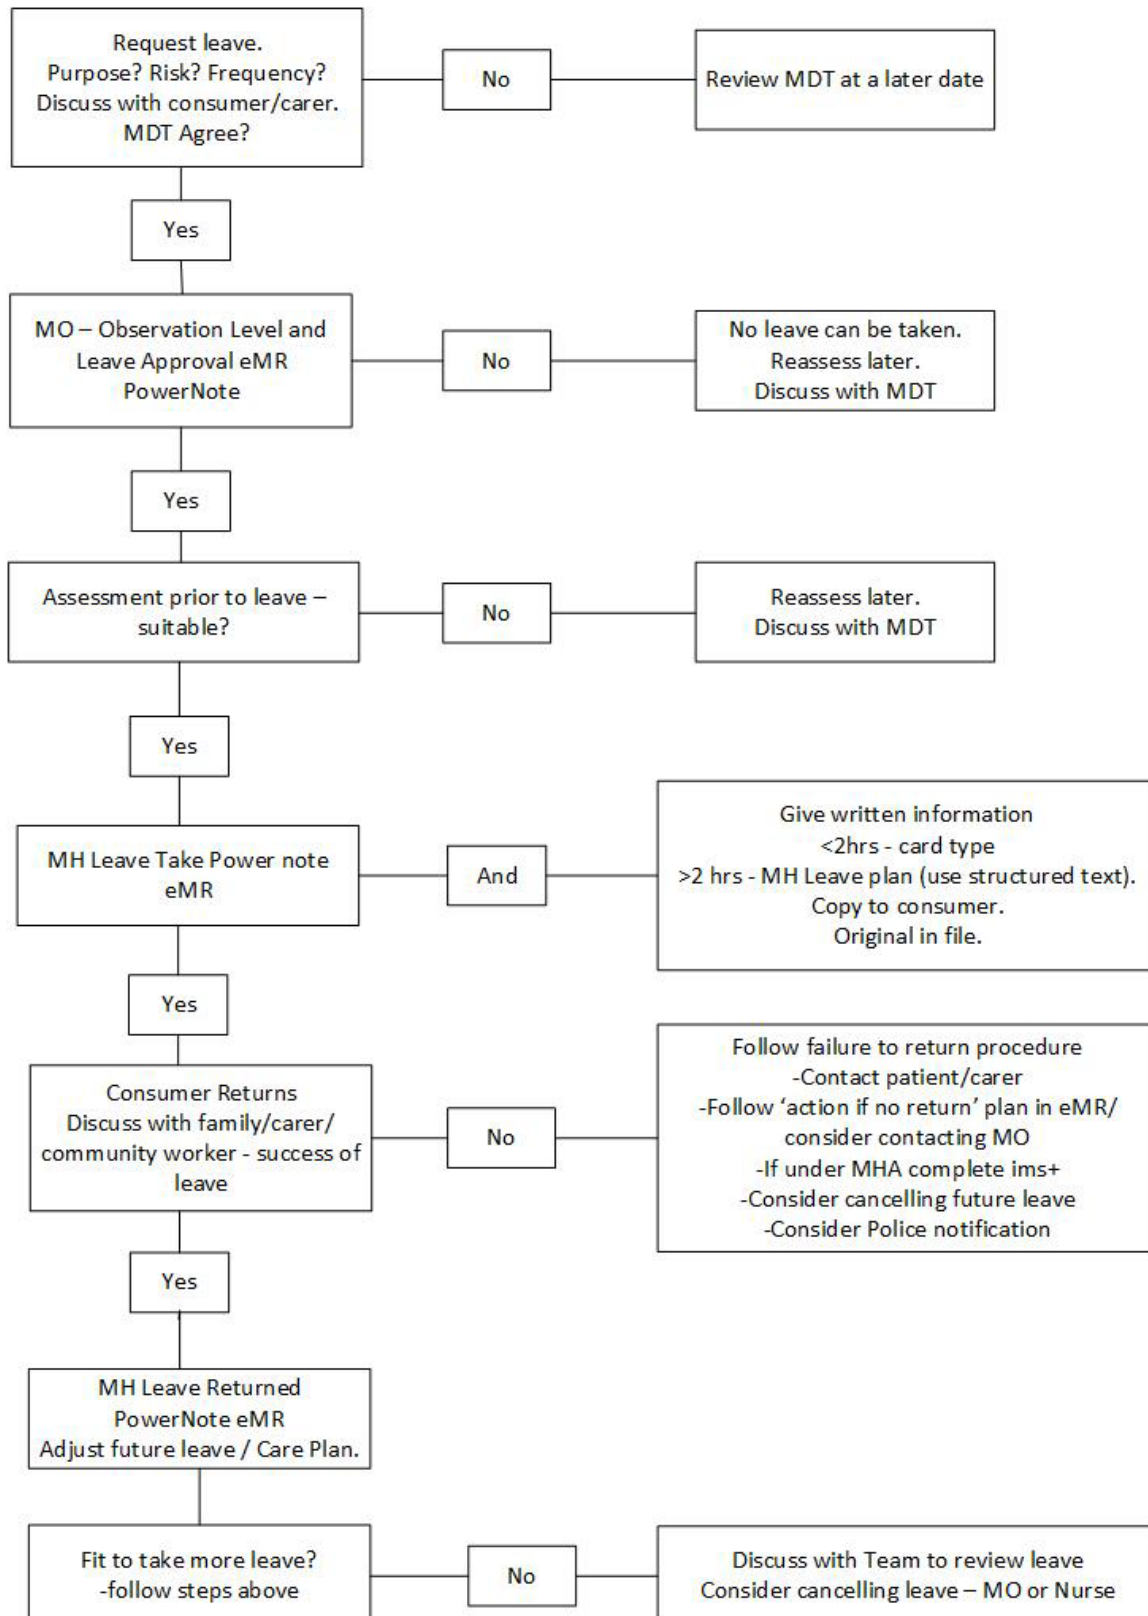 Request leave.
Purpose? Risk? Frequency?
Discuss with consumer/carer.
MDT Agree?
No
Review MDT at a later date
Yes
MO – Observation Level and
Leave Approval eMR
PowerNote
No
No leave can be taken.
Reassess later.
Discuss with MDT
Yes
Assessment prior to leave –
suitable?
No
Reassess later.
Discuss with MDT
Yes
MH Leave Take Power note
eMR
And
Give written information
<2hrs - card type
>2 hrs - MH Leave plan (use structured text).
Copy to consumer.
Original in file.
Yes
Consumer Returns
Discuss with family/carer/
community worker - success of
leave
No
Follow failure to return procedure
-Contact patient/carer
-Follow ‘action if no return’ plan in eMR/
consider contacting MO
-If under MHA complete ims+
-Consider cancelling future leave
-Consider Police notification
Yes
MH Leave Returned
PowerNote eMR
Adjust future leave / Care Plan.
Fit to take more leave?
-follow steps above
No
Discuss with Team to review leave
Consider cancelling leave – MO or Nurse